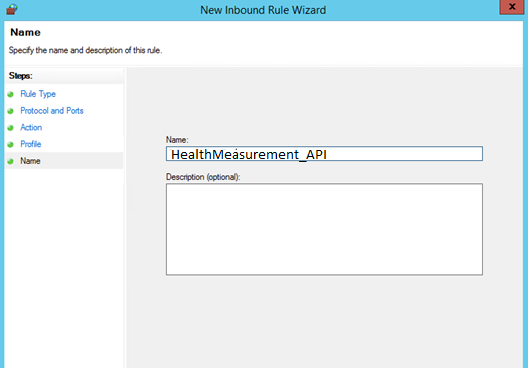 New Inbound Rule Wizard
x
Name
Specify the name and description of this rule.
Steps:
Rule Type
Protocol and Ports
Action
Profile
Name
Name:
HealthMeasurement_API
Description (optional):